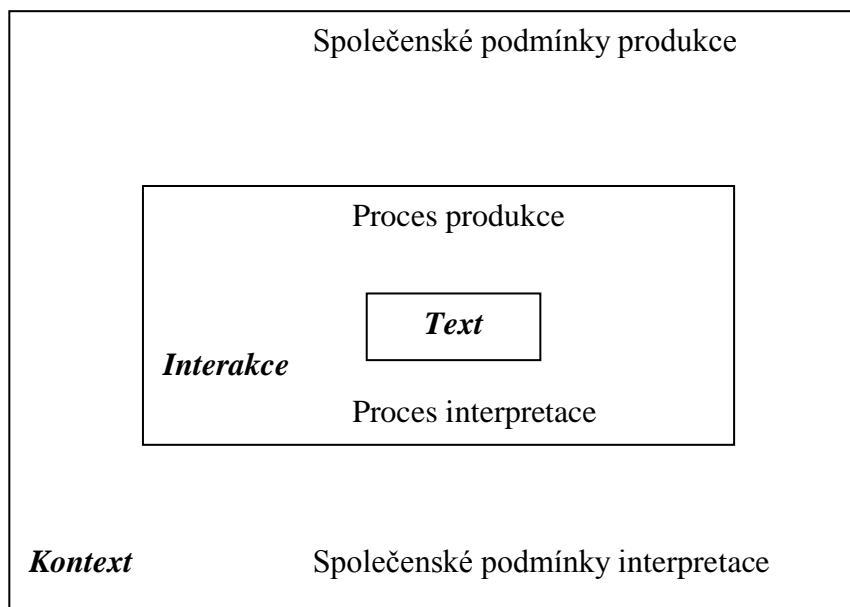 Společenské podmínky produkce
Proces produkce
Text
Interakce
Proces interpretace
Kontext
Společenské podmínky interpretace